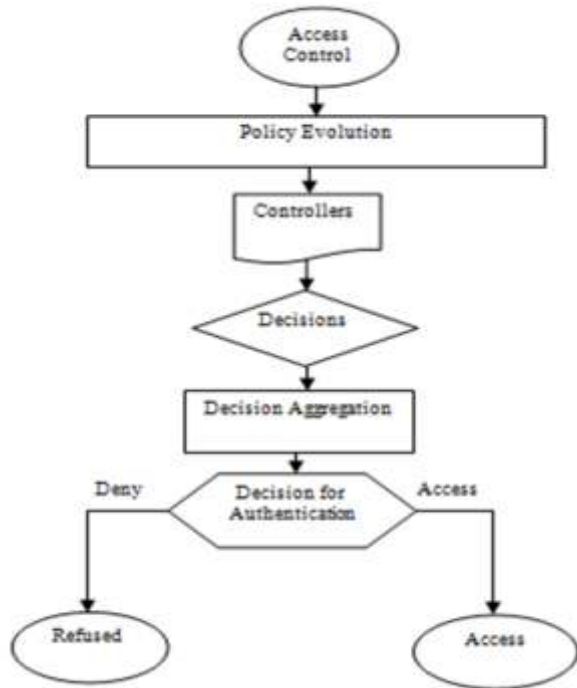 Access
Control
Policy Evolution
Controllers
Decisions
Decision Aggregation
Deny
Decision for
Authentication
Access
Refused
Access